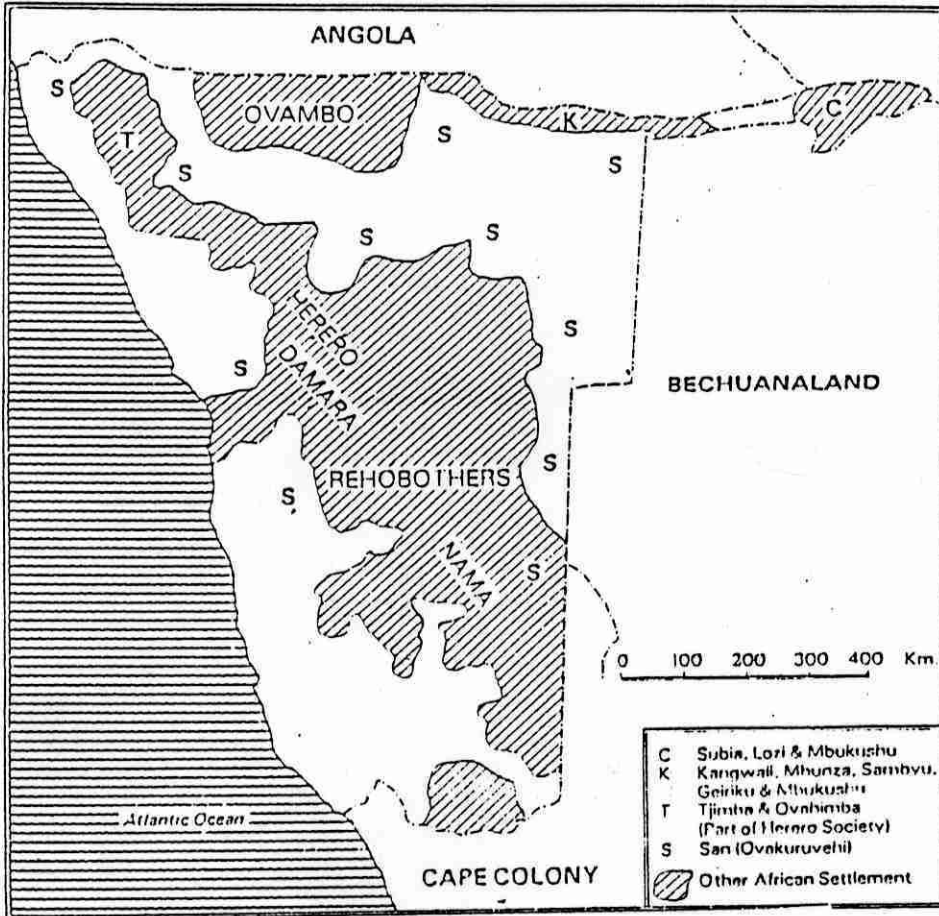 ANGOLA
S
OVAMBO
K
C
S
T
S
S
S
S
HERERO
S
DAMARA
S
BECHUANALAND
S
REHOBOTHERS
S
NAMA
S
0 100 200 300 400 Km.
C Subia, Lozi & Mbukushu
K Kangwali, Mbunza, Sambyu,
Geiriku & Mbukushu
T Tjimba & Ovahimba
(Part of Herero Society)
S San (Ovakuruvehi)
Other African Settlement
Atlantic Ocean
CAPE COLONY